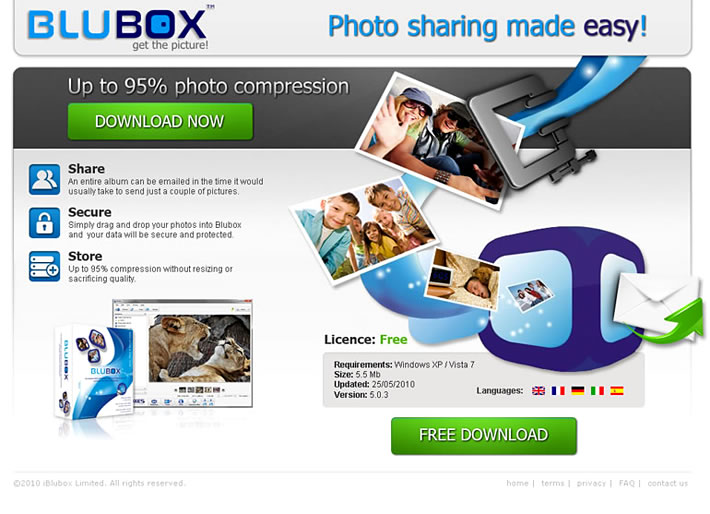 BLUBOX™
get the picture!
Photo sharing made easy!
Up to 95% photo compression
DOWNLOAD NOW
Share
An entire album can be emailed in the time it would
usually take to send just a couple of pictures.
Secure
Simply drag and drop your photos into Blubox
and your data will be secure and protected.
Store
Up to 95% compression without resizing or
sacrificing quality.
BLUBOX
Licence: Free
Requirements: Windows XP / Vista 7
Size: 5.5 Mb
Updated: 25/05/2010
Version: 5.0.3
Languages:
FREE DOWNLOAD
©2010 iBlubox Limited. All rights reserved.
home | terms | privacy | FAQ | contact us